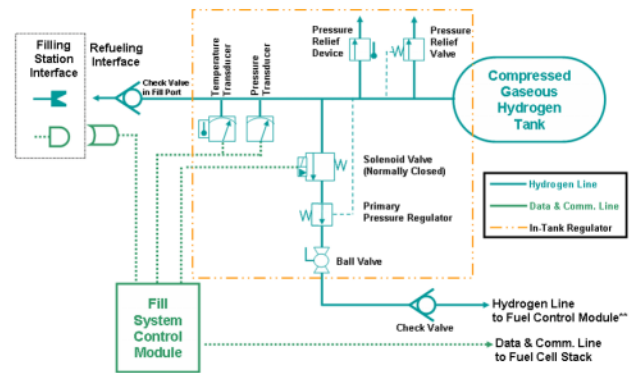 Filling
Station
Interface
Refueling
Interface
Check Valve
in Fill Port
Temperature
Transducer
Pressure
Transducer
Pressure
Relief
Device
Pressure
Relief
Valve
Compressed
Gaseous
Hydrogen
Tank
Solenoid Valve
(Normally Closed)
Primary
Pressure Regulator
Ball Valve
Hydrogen Line
Data & Comm. Line
In-Tank Regulator
Fill
System
Control
Module
Check Valve
Hydrogen Line
to Fuel Control Module**
Data & Comm. Line
to Fuel Cell Stack